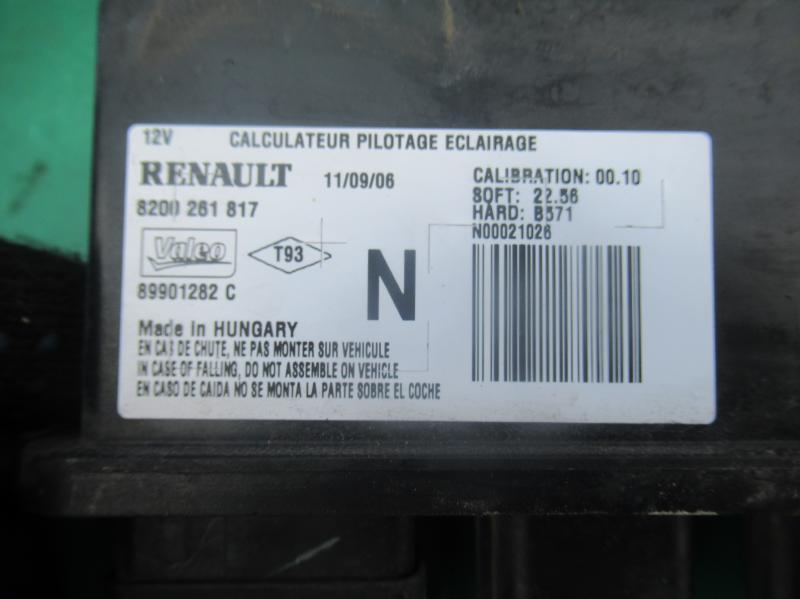 12V CALCULATEUR PILOTAGE ECLAIRAGE
RENAULT 11/09/06
8200 261 817
Valeo T93
89901282 C
N
CALIBRATION: 00.10
SOFT: 22.56
HARD: B571
N00021026
Made in HUNGARY
EN CAS DE CHUTE, NE PAS MONTER SUR VEHICULE
IN CASE OF FALLING, DO NOT ASSEMBLE ON VEHICLE
EN CASO DE CAIDA NO SE MONTA LA PARTE SOBRE EL COCHE